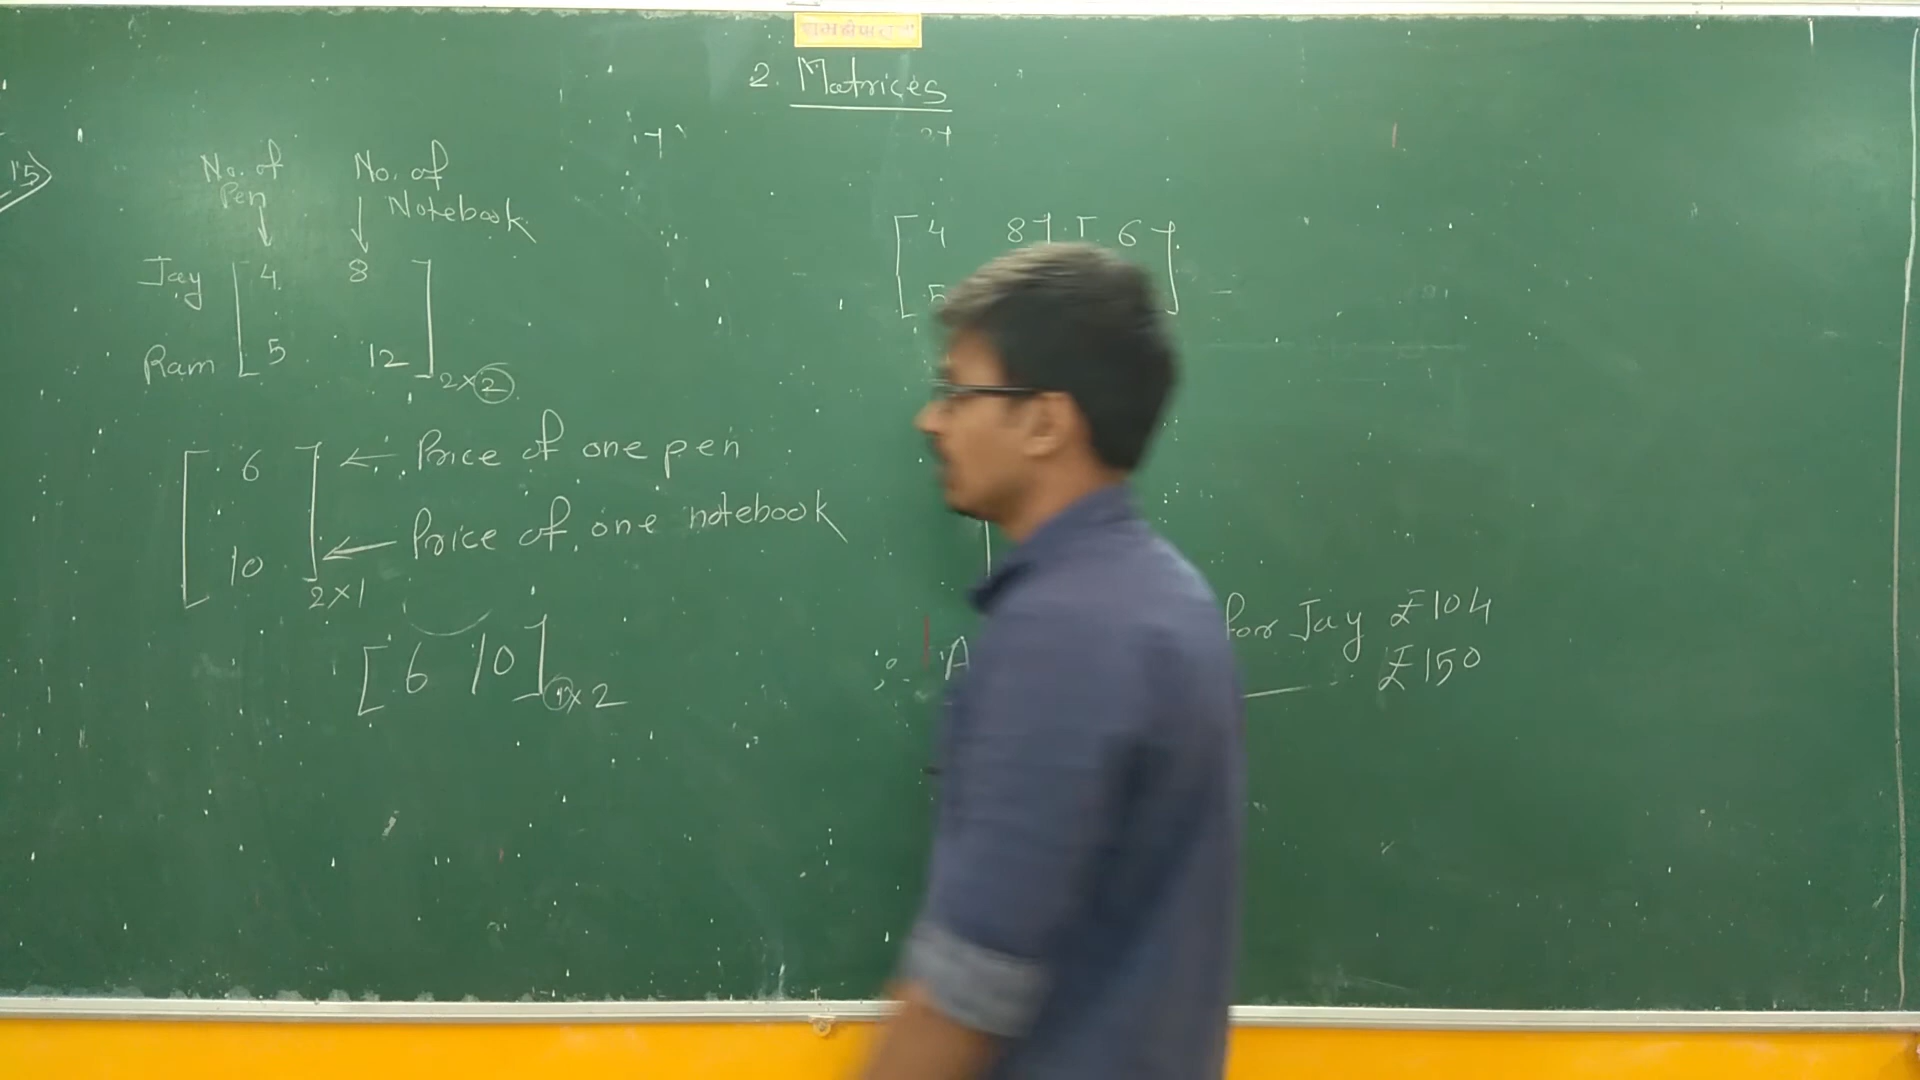 2. Matrices
15)
No. of Pen
No. of Notebook
Jay [ 4 8 ]
Ram [ 5 12 ] 2×2
[ 6 ] ← Price of one pen
[ 10 ] 2×1 ← Price of one notebook
[ 6 10 ] 1×2
[ 4 8 ] [ 6 ]
5
for Jay £104
£150